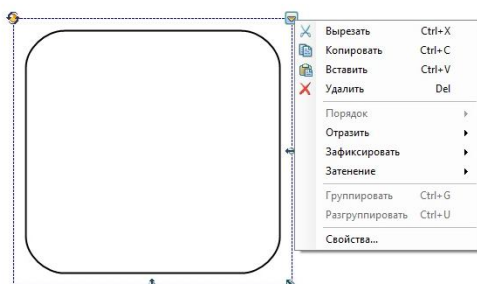 Вырезать Ctrl+X
Копировать Ctrl+C
Вставить Ctrl+V
Удалить Del
Порядок
Отразить
Зафиксировать
Затенение
Группировать Ctrl+G
Разгруппировать Ctrl+U
Свойства...